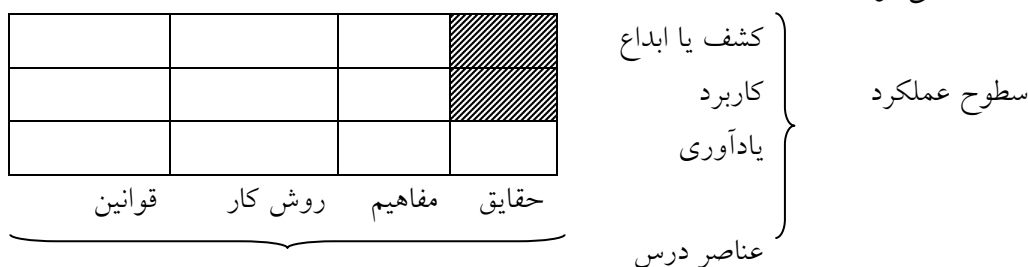 کشف یا ابداع
سطوح عملکرد
کاربرد
یادآوری
حقایق
مفاهیم
روش کار
قوانین
عناصر درس